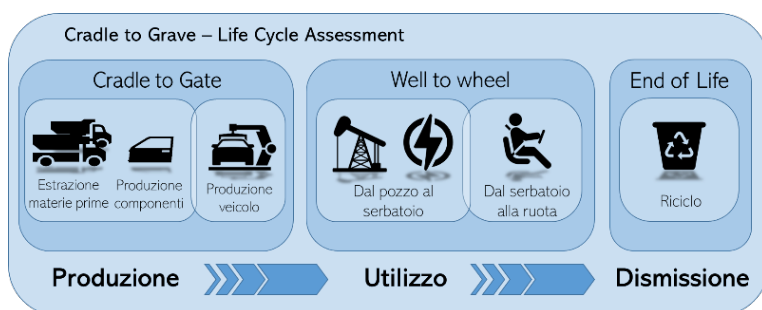 Cradle to Grave – Life Cycle Assessment
Cradle to Gate
Well to wheel
End of Life
Estrazione
materie prime
Produzione
componenti
Produzione
veicolo
Dal pozzo al
serbatoio
Dal serbatoio
alla ruota
Riciclo
Produzione
Utilizzo
Dismissione